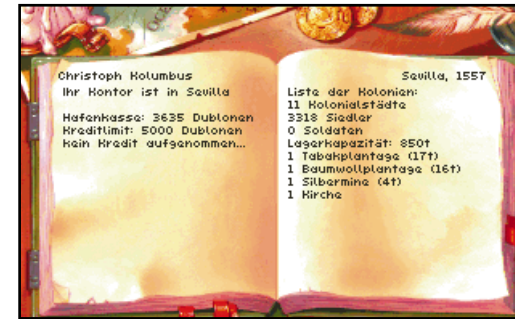 Christoph Kolumbus
Ihr Kontor ist in Sevilla
Hafenkasse: 3635 Dublonen
Kreditlimit: 5000 Dublonen
kein Kredit aufgenommen...
Sevilla, 1557
Liste der Kolonien:
11 Kolonialstädte
3318 Siedler
0 Soldaten
Lagerkapazität: 850t
1 Tabakplantage (17t)
1 Baumwollplantage (16t)
1 Silbermine (4t)
1 Kirche